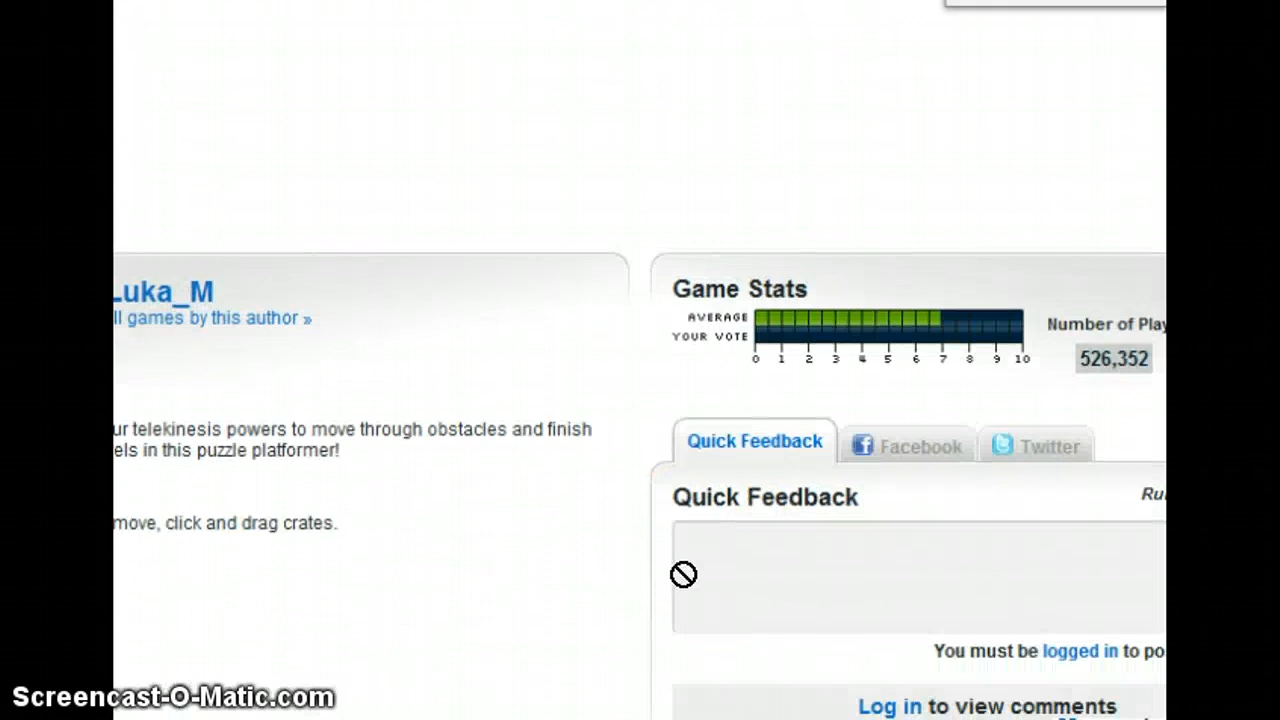 Luka_M
ll games by this author »
ur telekinesis powers to move through obstacles and finish
els in this puzzle platformer!
move, click and drag crates.
Game Stats
AVERAGE
YOUR VOTE
0 1 2 3 4 5 6 7 8 9 10
Number of Play
526,352
Quick Feedback
Facebook
Twitter
Quick Feedback
Rul
You must be logged in to po
Log in to view comments
Screencast-O-Matic.com